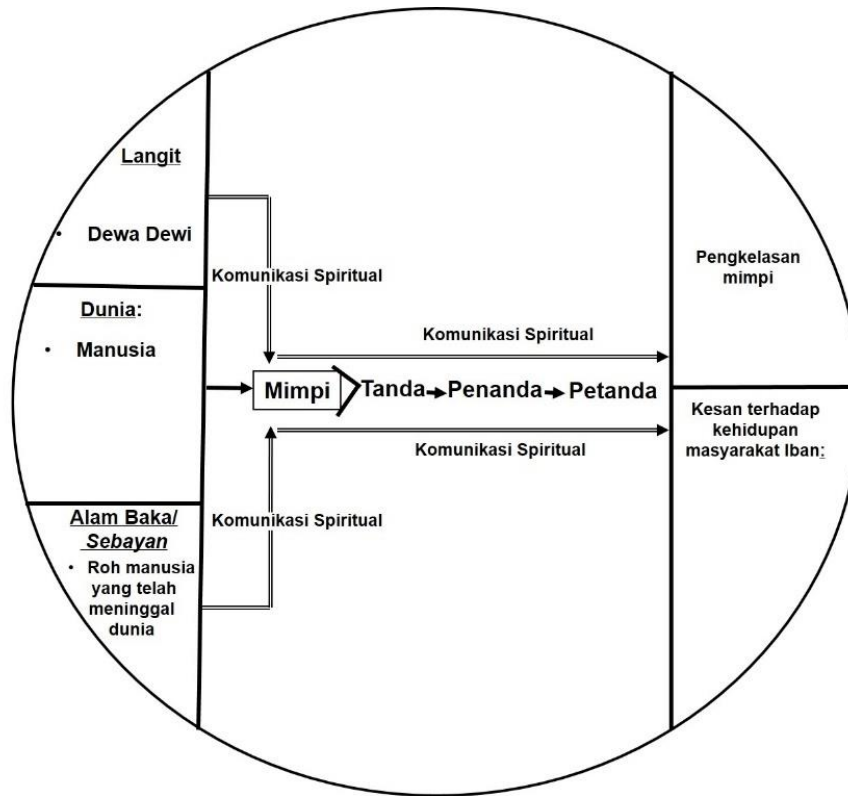 Langit
• Dewa Dewi
Komunikasi Spiritual
Dunia:
• Manusia
Alam Baka/
Sebayan
• Roh manusia
yang telah
meninggal
dunia
Komunikasi Spiritual
Komunikasi Spiritual
Mimpi
Tanda
Penanda
Petanda
Komunikasi Spiritual
Pengkelasan
mimpi
Kesan terhadap
kehidupan
masyarakat Iban: